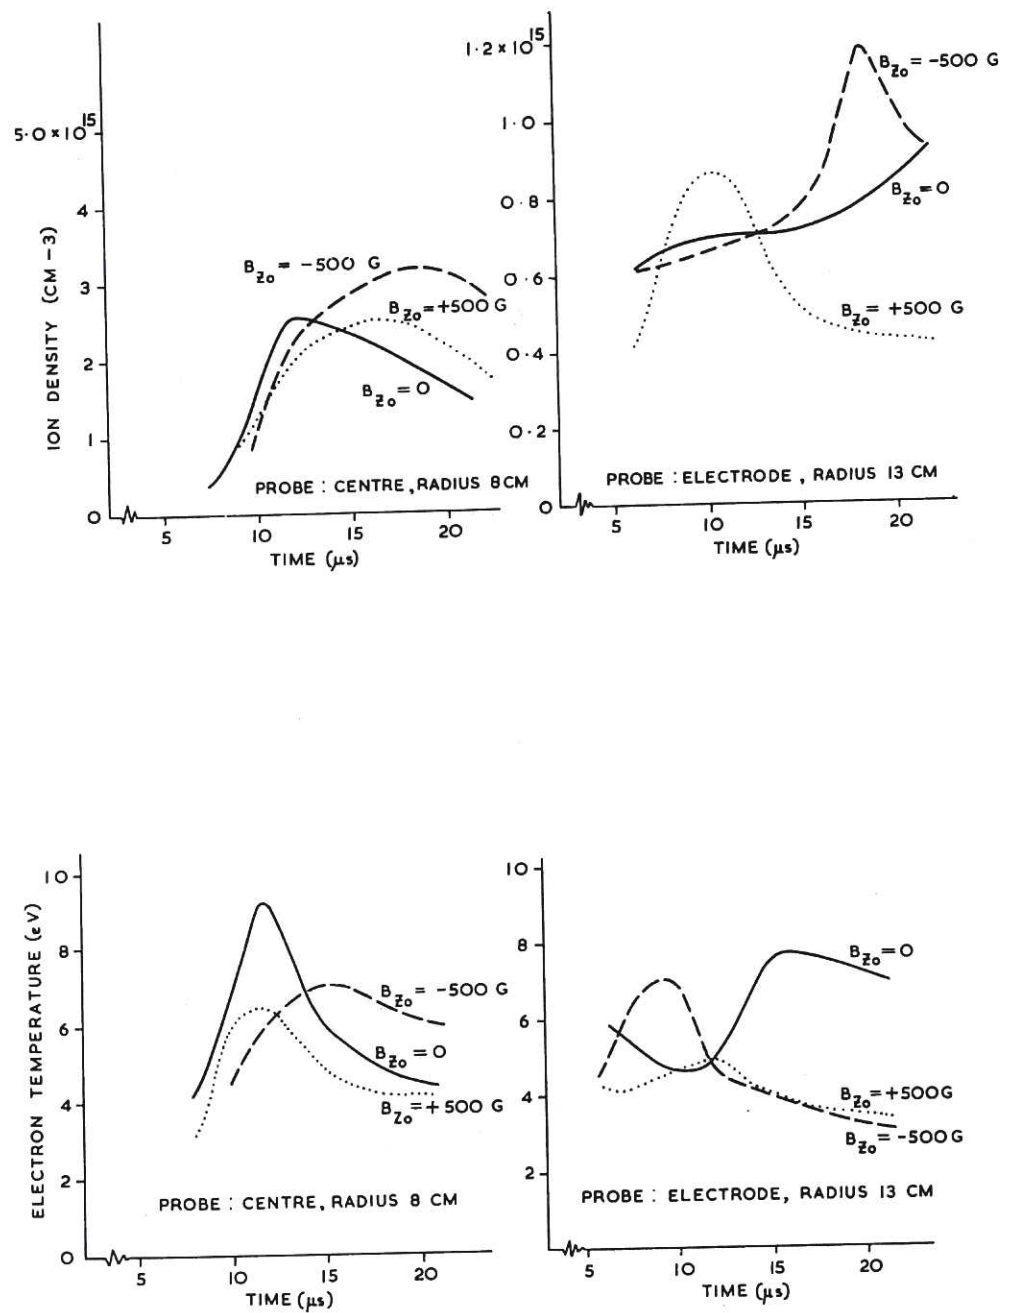 5·0 × 10^15
4
3
2
1
0
ION DENSITY (CM −3)
B_Zo = −500 G
B_Zo = +500 G
B_Zo = 0
PROBE : CENTRE, RADIUS 8 CM
5
10
15
20
TIME (μs)
1·2 × 10^15
1·0
0·8
0·6
0·4
0·2
0
B_Zo = −500 G
B_Zo = 0
B_Zo = +500 G
PROBE : ELECTRODE, RADIUS 13 CM
5
10
15
20
TIME (μs)
10
8
6
4
2
0
ELECTRON TEMPERATURE (eV)
B_Zo = −500 G
B_Zo = 0
B_Zo = +500 G
PROBE : CENTRE, RADIUS 8 CM
5
10
15
20
TIME (μs)
10
8
6
4
2
B_Zo = 0
B_Zo = +500G
B_Zo = −500G
PROBE : ELECTRODE, RADIUS 13 CM
5
10
15
20
TIME (μs)